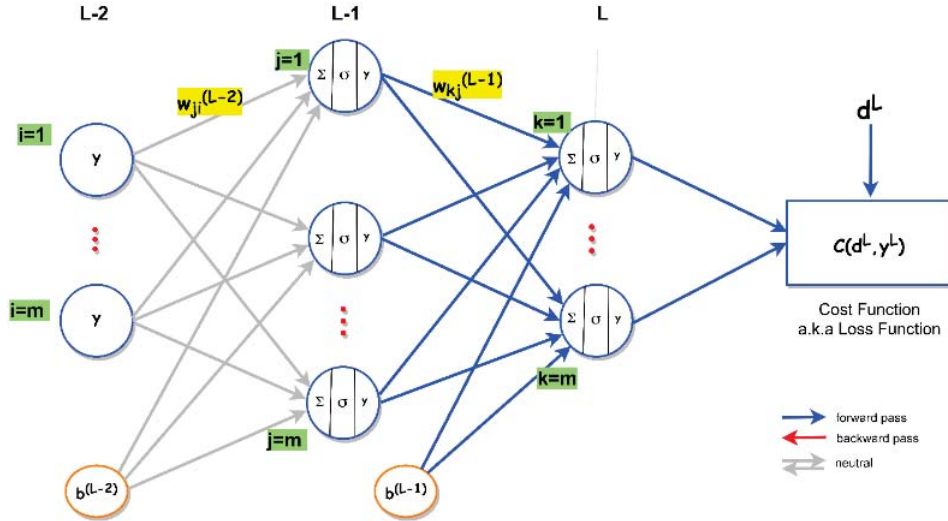 L-2
L-1
L
j=1
Σ σ y
w_ji^(L-2)
w_kj^(L-1)
i=1
k=1
d^L
y
Σ σ y
Σ σ y
C(d^L,y^L)
i=m
y
Σ σ y
Cost Function
a.k.a Loss Function
k=m
Σ σ y
j=m
forward pass
backward pass
neutral
b^(L-2)
b^(L-1)